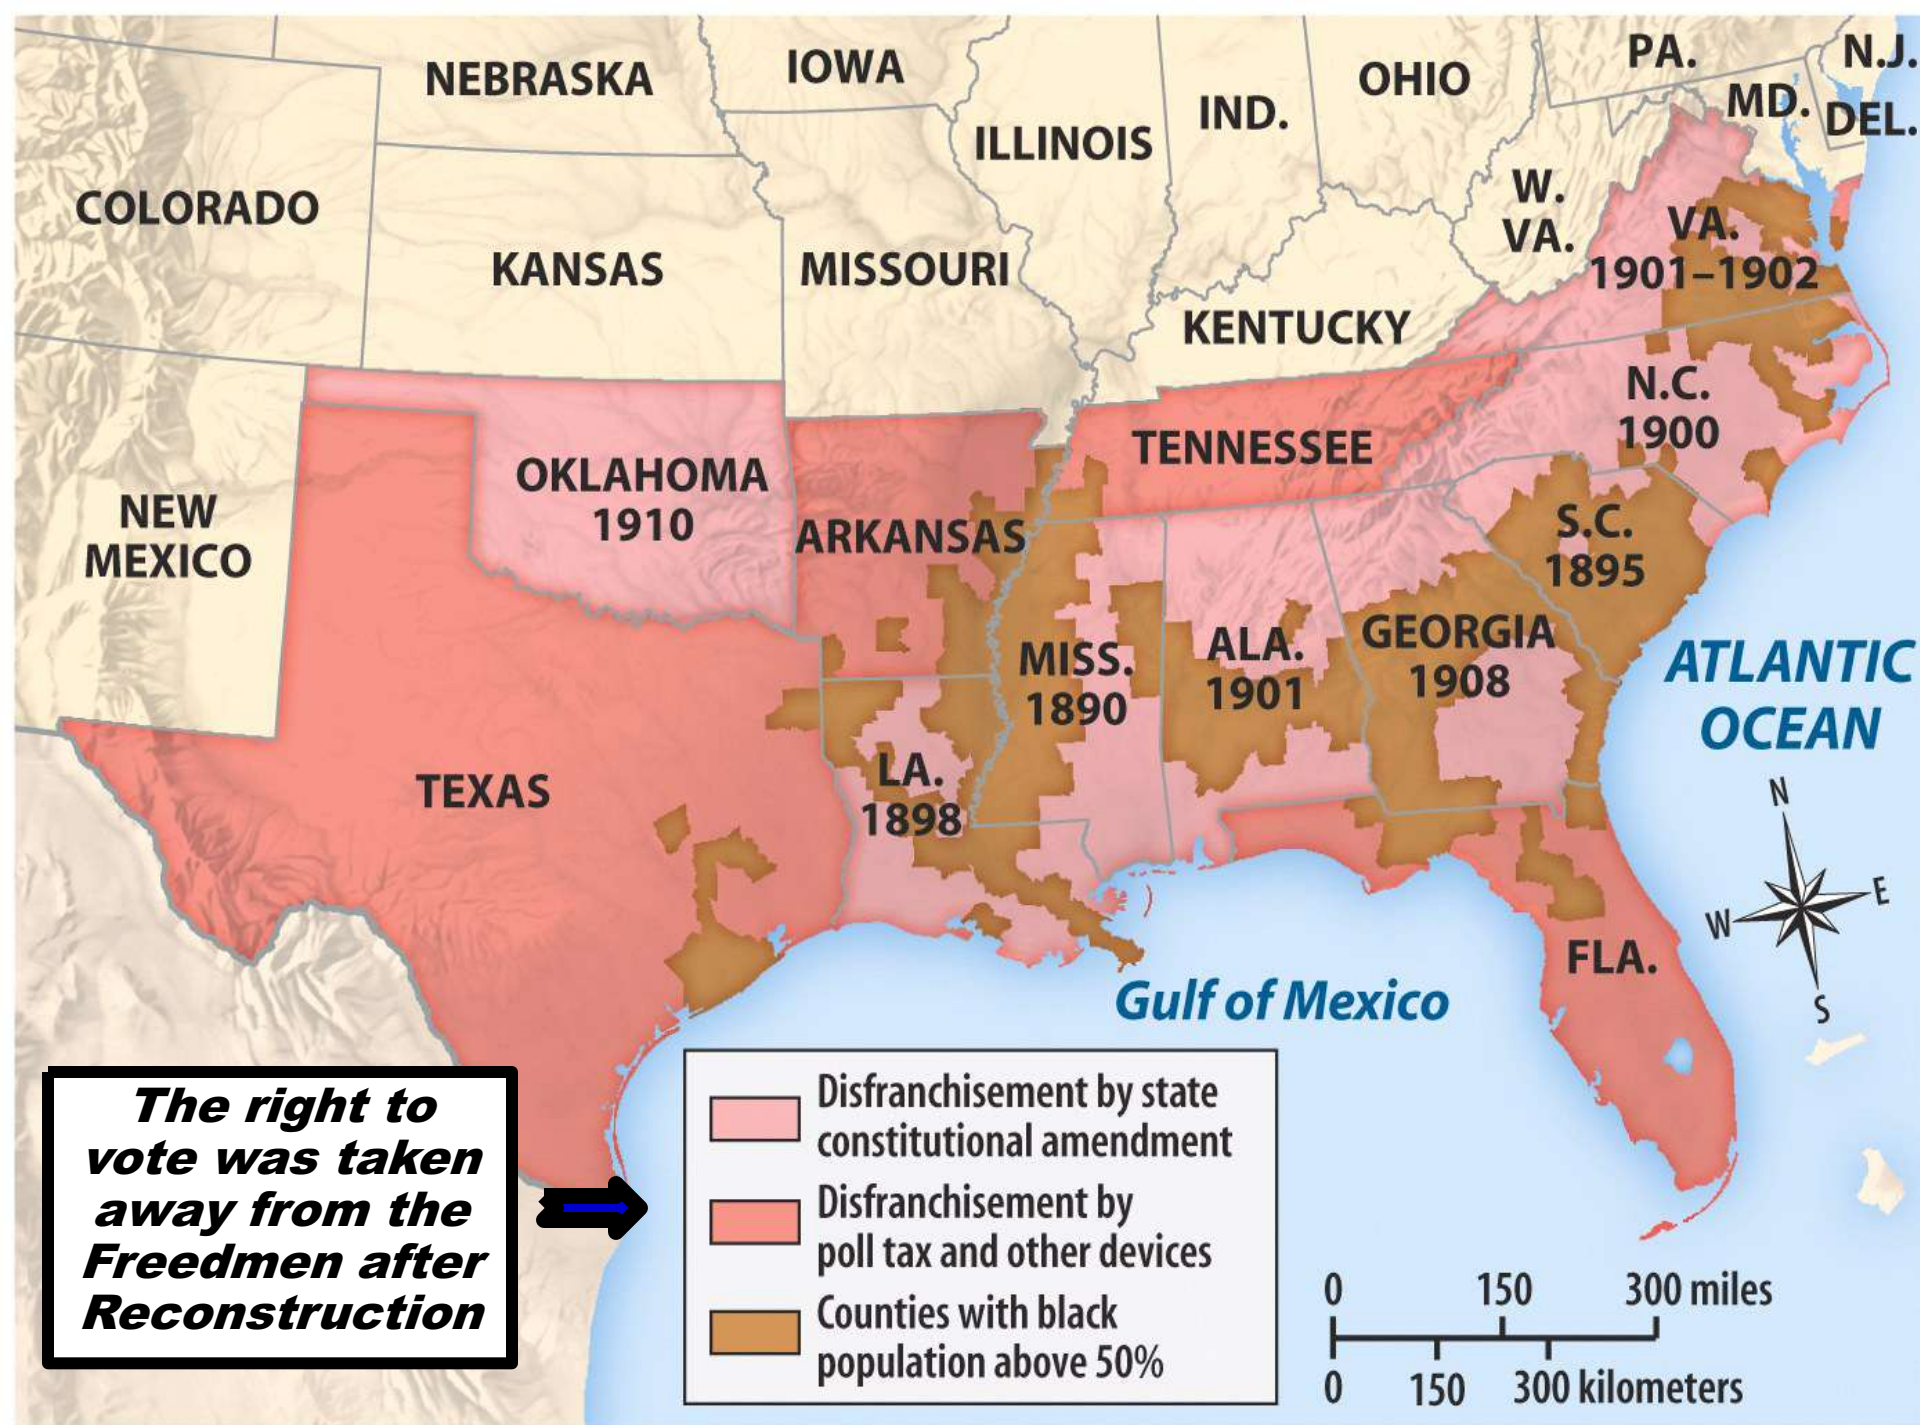 NEBRASKA
IOWA
ILLINOIS
IND.
OHIO
PA.
N.J.
MD.
DEL.
COLORADO
KANSAS
MISSOURI
KENTUCKY
W.
VA.
VA.
1901–1902
NEW
MEXICO
OKLAHOMA
1910
ARKANSAS
TENNESSEE
N.C.
1900
S.C.
1895
TEXAS
LA.
1898
MISS.
1890
ALA.
1901
GEORGIA
1908
FLA.
ATLANTIC
OCEAN
Gulf of Mexico
N
E
W
S
The right to
vote was taken
away from the
Freedmen after
Reconstruction
Disfranchisement by state
constitutional amendment
Disfranchisement by
poll tax and other devices
Counties with black
population above 50%
0 150 300 miles
0 150 300 kilometers